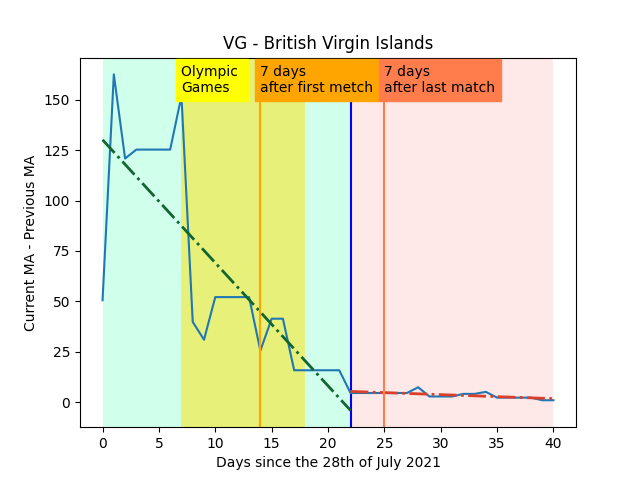 VG - British Virgin Islands
Olympic
Games
7 days
after first metch
7 days
after last match
Current MA - Previous MA
150
125
100
75
50
25
0
0 5 10 15 20 25 30 35 40
Days since the 28th of July 2021